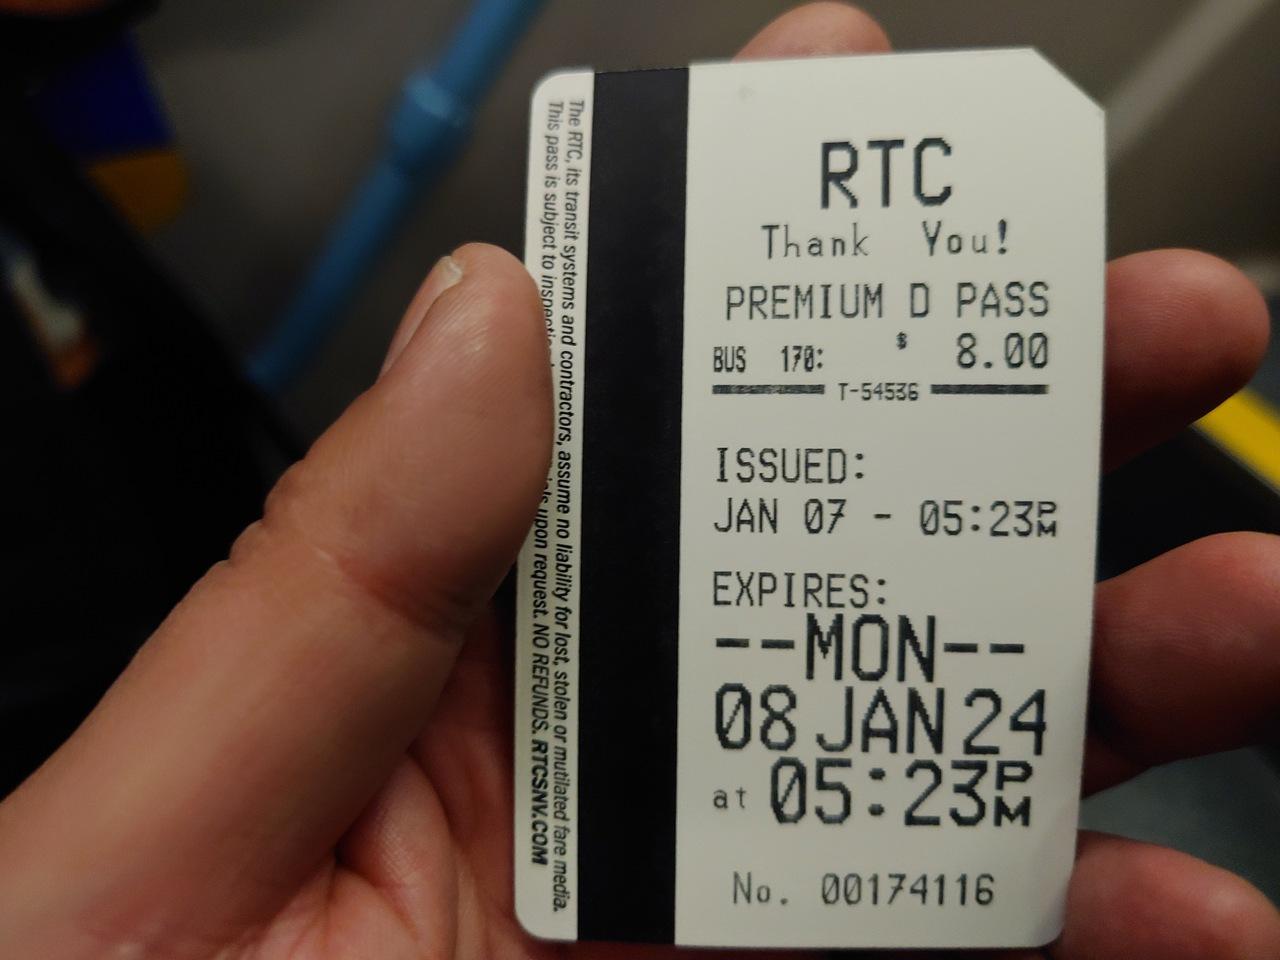 RTC
Thank You!
PREMIUM D PASS
BUS 170: $ 8.00
T-54536
ISSUED:
JAN 07 - 05:23PM
EXPIRES:
--MON--
08 JAN 24
at 05:23PM
No. 00174116
The RTC, its transit systems and contractors, assume no liability for lost, stolen or mutilated fare media.
This pass is subject to upon request. NO REFUNDS. RTCSNV.COM